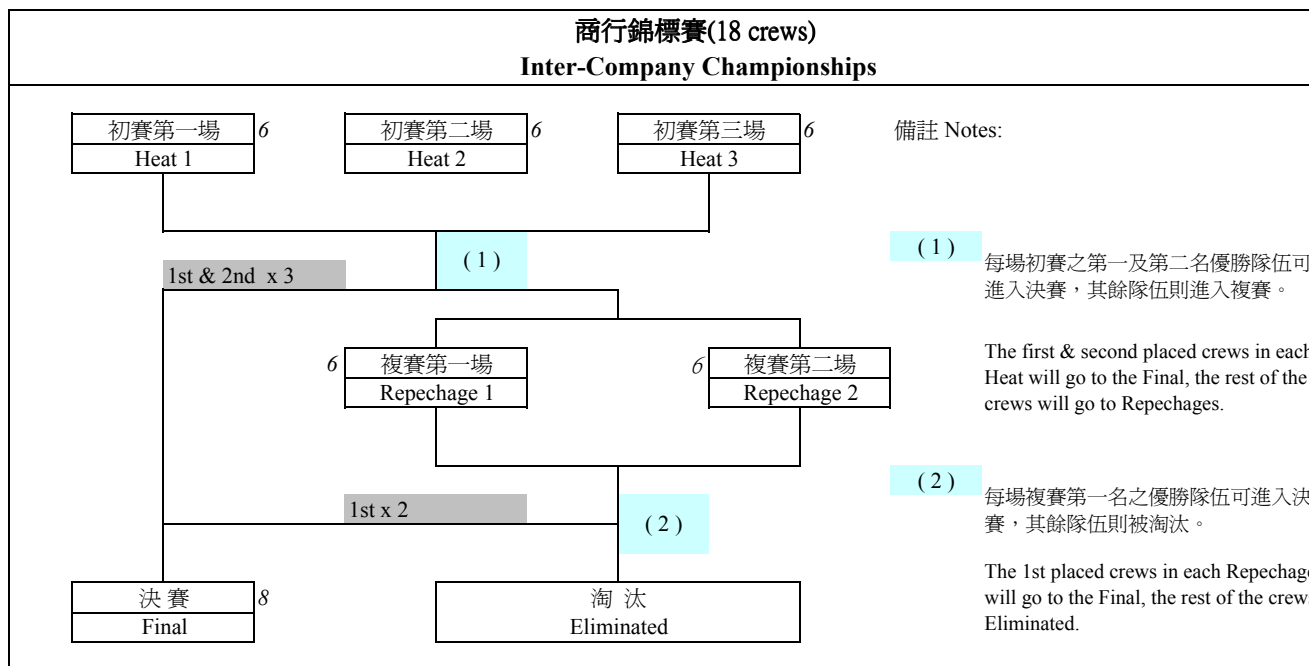 商行錦標賽(18 crews)
Inter-Company Championships
初賽第一場 6
Heat 1
初賽第二場 6
Heat 2
初賽第三場 6
Heat 3
備註 Notes:
( 1 )
1st & 2nd x 3
( 1 )
每場初賽之第一及第二名優勝隊伍可
進入決賽，其餘隊伍則進入複賽。
The first & second placed crews in each
Heat will go to the Final, the rest of the
crews will go to Repechages.
6 複賽第一場
Repechage 1
6 複賽第二場
Repechage 2
1st x 2
( 2 )
( 2 )
每場複賽第一名之優勝隊伍可進入決
賽，其餘隊伍則被淘汰。
The 1st placed crews in each Repechage
will go to the Final, the rest of the crews
Eliminated.
決 賽 8
Final
淘 汰
Eliminated